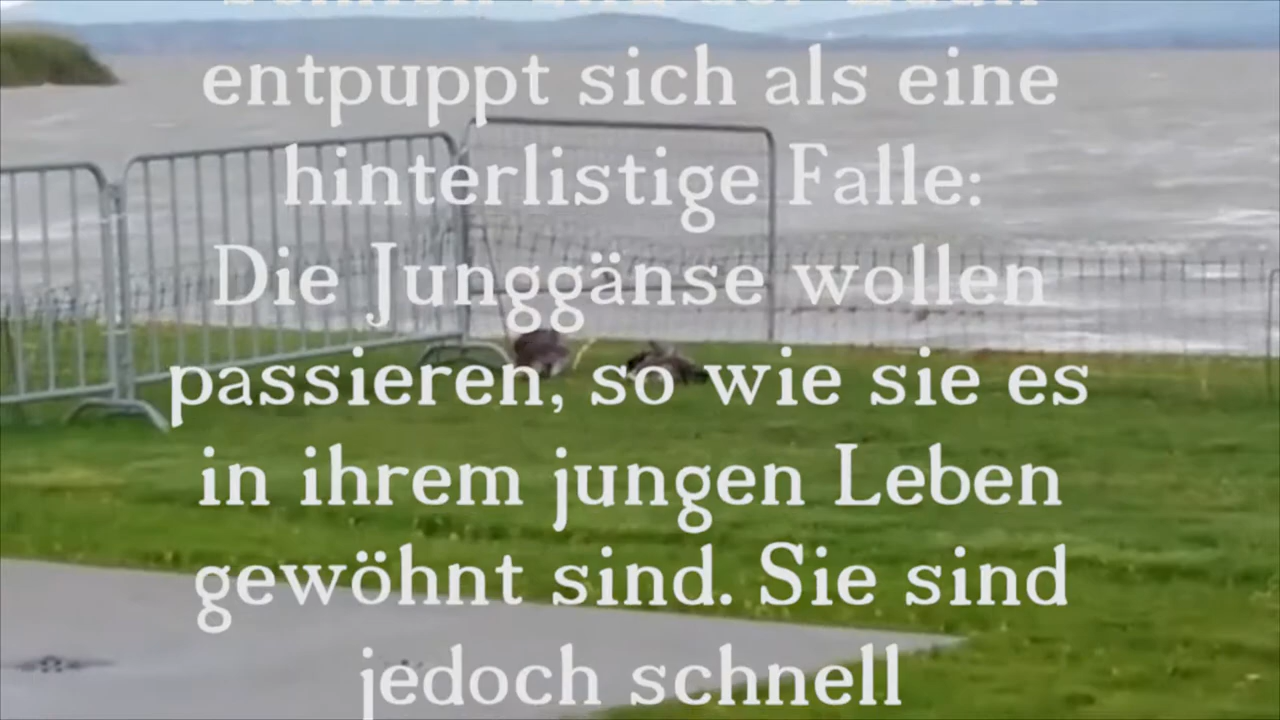 entpuppt sich als eine
hinterlistige Falle:
Die Junggänse wollen
passieren, so wie sie es
in ihrem jungen Leben
gewöhnt sind. Sie sind
jedoch schnell